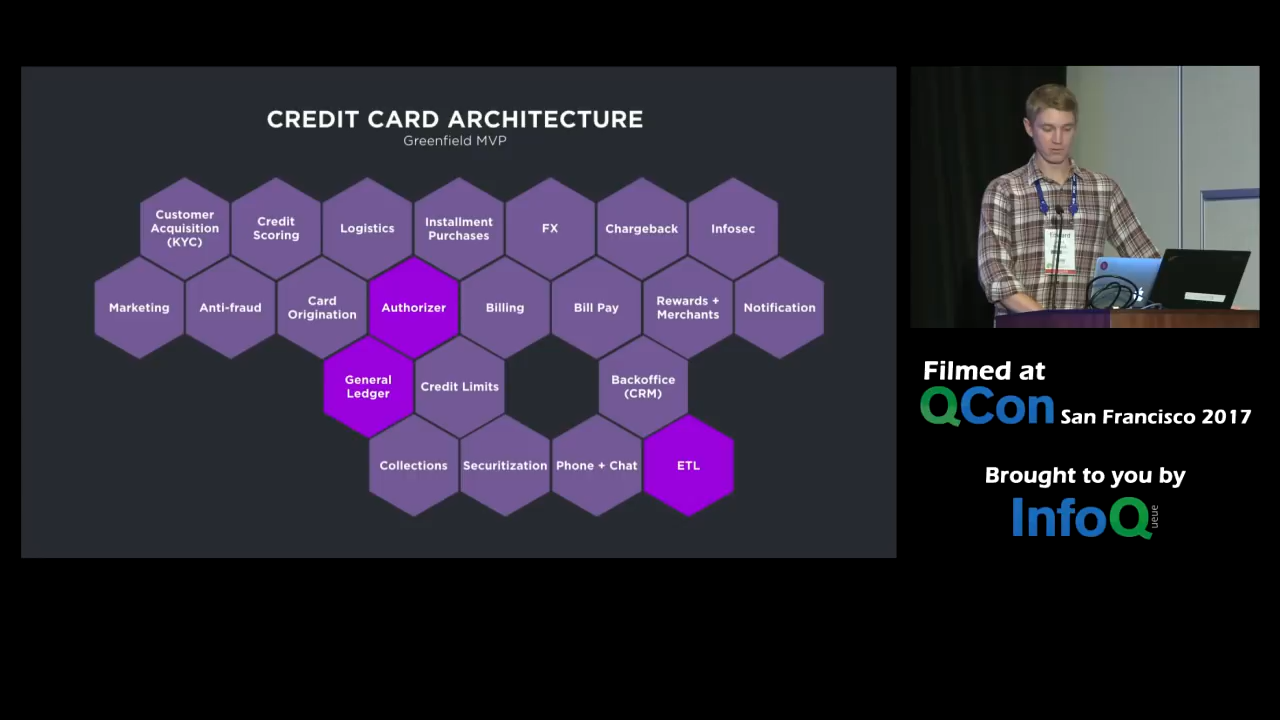 CREDIT CARD ARCHITECTURE
Greenfield MVP
Customer
Acquisition
(KYC)
Credit
Scoring
Logistics
Installment
Purchases
FX
Chargeback
Infosec
Marketing
Anti-fraud
Card
Origination
Authorizer
Billing
Bill Pay
Rewards +
Merchants
Notification
General
Ledger
Credit Limits
Backoffice
(CRM)
Collections
Securitization
Phone + Chat
ETL
Filmed at
QCon San Francisco 2017
Brought to you by
InfoQ
ueue